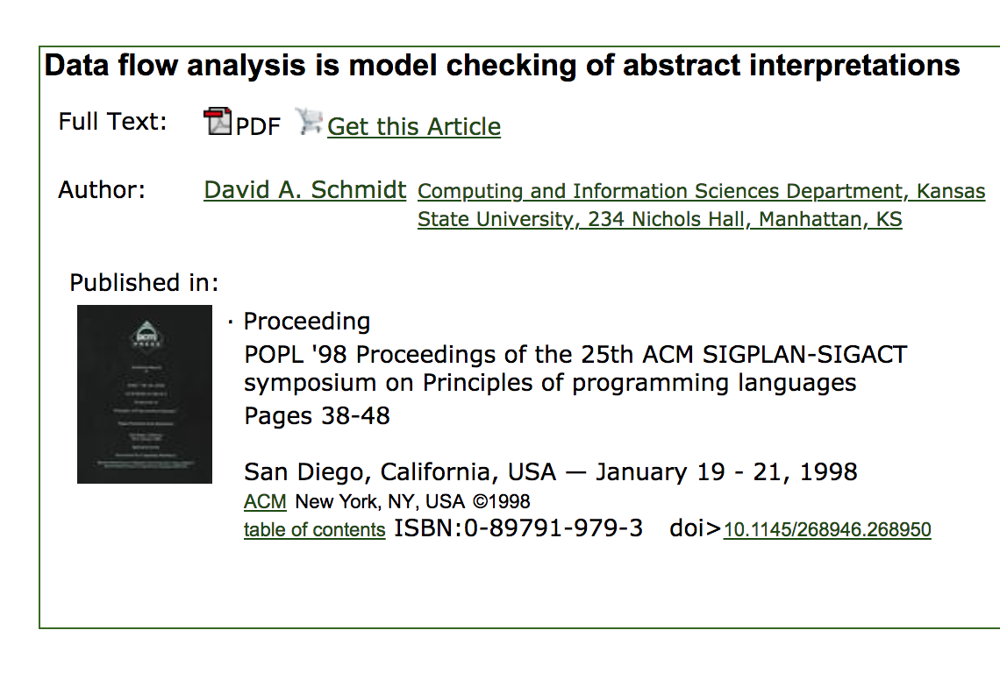 Data flow analysis is model checking of abstract interpretations
Full Text: PDF Get this Article
Author: David A. Schmidt Computing and Information Sciences Department, Kansas
State University, 234 Nichols Hall, Manhattan, KS
Published in:
· Proceeding
POPL '98 Proceedings of the 25th ACM SIGPLAN-SIGACT
symposium on Principles of programming languages
Pages 38-48
San Diego, California, USA — January 19 - 21, 1998
ACM New York, NY, USA ©1998
table of contents ISBN:0-89791-979-3 doi>10.1145/268946.268950
acm
PRESS